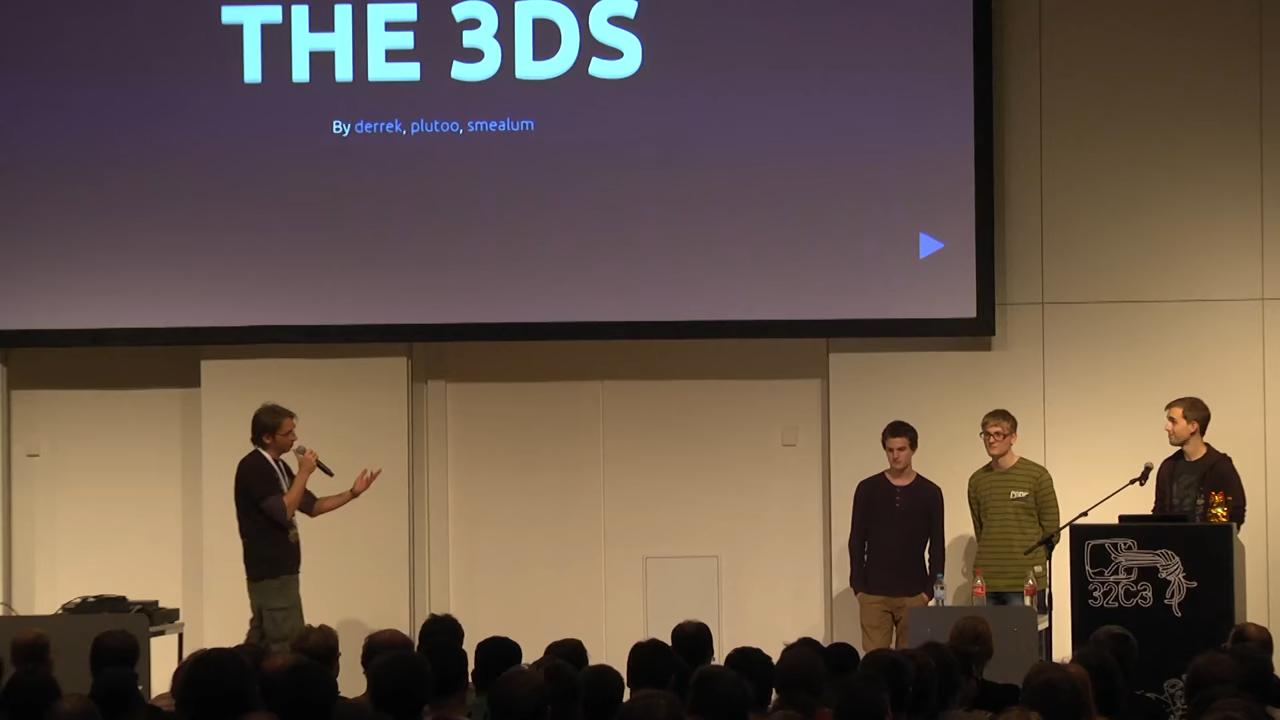 THE 3DS
By derrek, plutoo, smealum
32C3